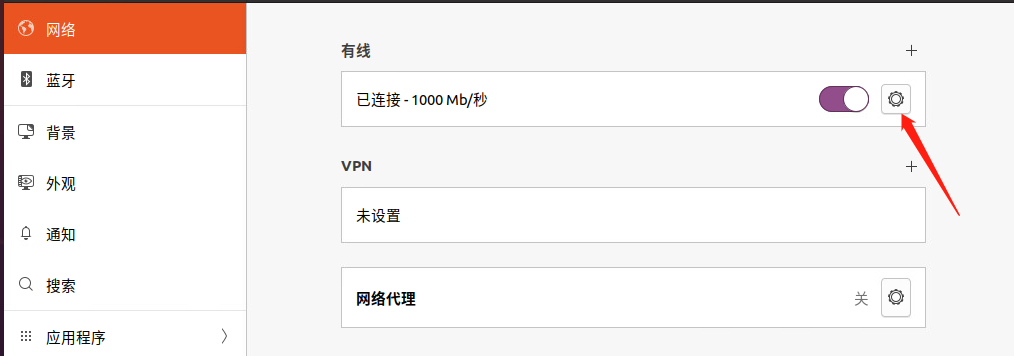 网络
蓝牙
背景
外观
通知
搜索
应用程序
有线
已连接 - 1000 Mb/秒
VPN
未设置
网络代理 关